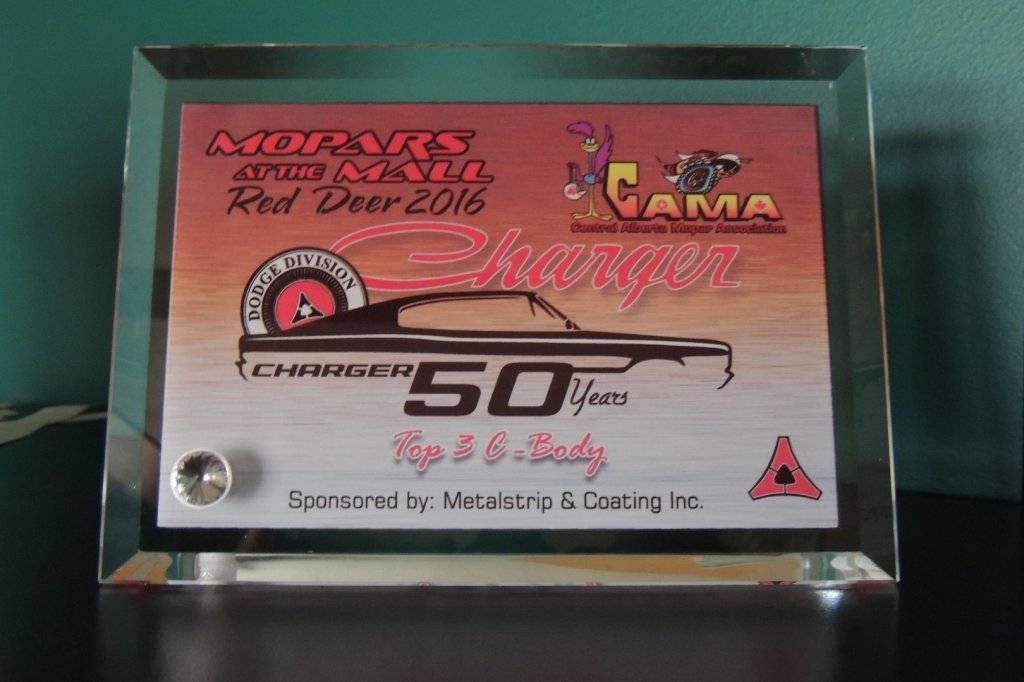 MOPARS
AT THE MALL
Red Deer 2016
CAMA
Central Alberta Mopar Association
Charger
DODGE DIVISION
CHARGER 50 Years
Top 3 C-Body
Sponsored by: Metalstrip & Coating Inc.